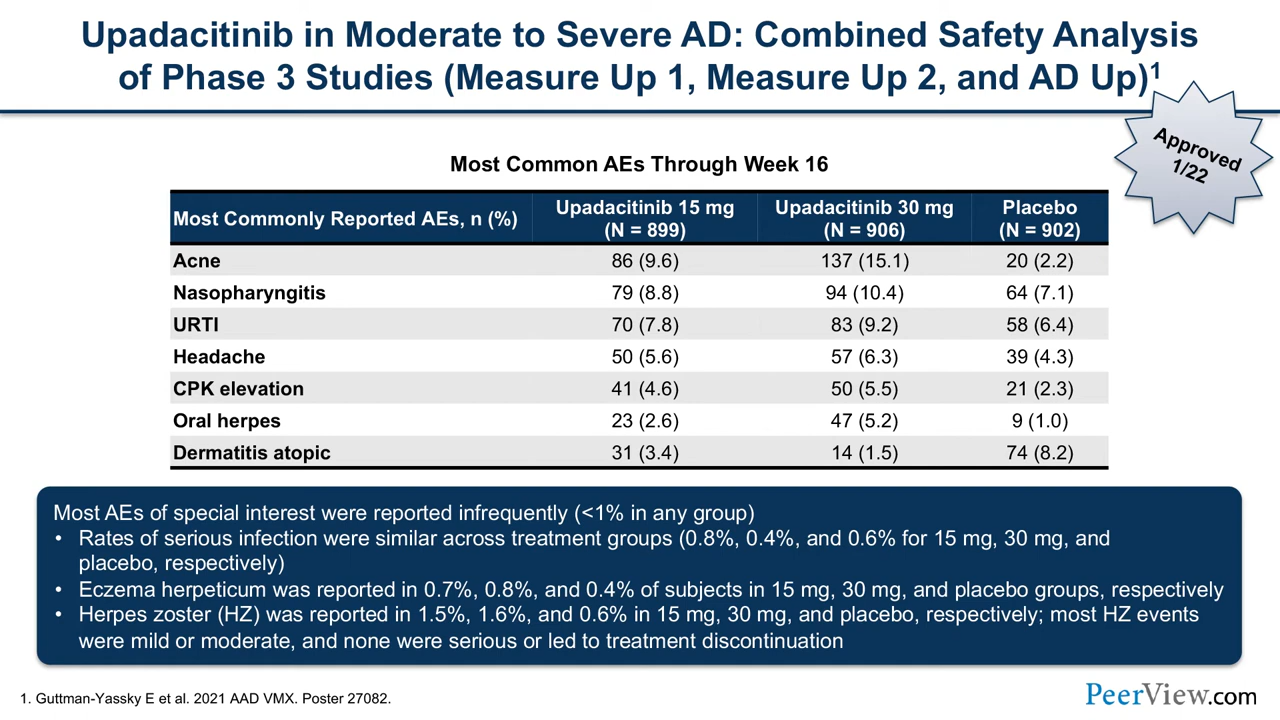 Upadacitinib in Moderate to Severe AD: Combined Safety Analysis
of Phase 3 Studies (Measure Up 1, Measure Up 2, and AD Up)1
Approved
1/22
Most Common AEs Through Week 16
Most Commonly Reported AEs, n (%) Upadacitinib 15 mg (N = 899) Upadacitinib 30 mg (N = 906) Placebo (N = 902)
Acne 86 (9.6) 137 (15.1) 20 (2.2)
Nasopharyngitis 79 (8.8) 94 (10.4) 64 (7.1)
URTI 70 (7.8) 83 (9.2) 58 (6.4)
Headache 50 (5.6) 57 (6.3) 39 (4.3)
CPK elevation 41 (4.6) 50 (5.5) 21 (2.3)
Oral herpes 23 (2.6) 47 (5.2) 9 (1.0)
Dermatitis atopic 31 (3.4) 14 (1.5) 74 (8.2)
Most AEs of special interest were reported infrequently (<1% in any group)
• Rates of serious infection were similar across treatment groups (0.8%, 0.4%, and 0.6% for 15 mg, 30 mg, and
placebo, respectively)
• Eczema herpeticum was reported in 0.7%, 0.8%, and 0.4% of subjects in 15 mg, 30 mg, and placebo groups, respectively
• Herpes zoster (HZ) was reported in 1.5%, 1.6%, and 0.6% in 15 mg, 30 mg, and placebo, respectively; most HZ events
were mild or moderate, and none were serious or led to treatment discontinuation
1. Guttman-Yassky E et al. 2021 AAD VMX. Poster 27082.
PeerView.com